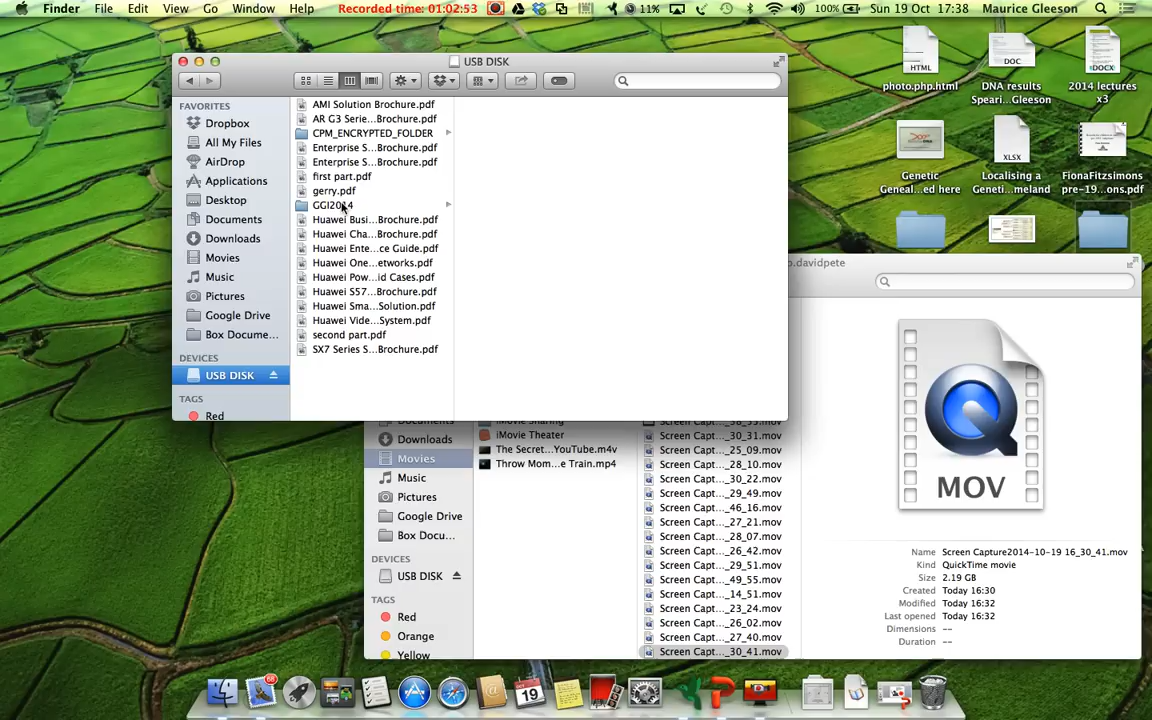 Finder File Edit View Go Window Help Recorded time: 01:02:53 11% 100% Sun 19 Oct 17:38 Maurice Gleeson
USB DISK
FAVORITES
Dropbox
All My Files
AirDrop
Applications
Desktop
Documents
Downloads
Movies
Music
Pictures
Google Drive
Box Docume...
DEVICES
USB DISK
TAGS
Red
AMI Solution Brochure.pdf
AR G3 Serie...Brochure.pdf
CPM_ENCRYPTED_FOLDER
Enterprise S...Brochure.pdf
Enterprise S...Brochure.pdf
first part.pdf
gerry.pdf
GGI2014
Huawei Busi...Brochure.pdf
Huawei Cha...Brochure.pdf
Huawei Ente...ce Guide.pdf
Huawei One...etworks.pdf
Huawei Pow...id Cases.pdf
Huawei S57...Brochure.pdf
Huawei Sma...Solution.pdf
Huawei Vide...System.pdf
second part.pdf
SX7 Series S...Brochure.pdf
HTML
photo.php.html
DOC
DNA results
Speari...Gleeson
DOCX
2014 lectures
x3
Genetic
Geneal...ed here
XLSX
Localising a
Geneti...meland
FionaFitzsimons
pre-19...ons.pdf
o.davidpete
Downloads
Movies
Music
Pictures
Google Drive
Box Docu...
DEVICES
USB DISK
TAGS
Red
Orange
Yellow
iMovie Theater
The Secret...YouTube.m4v
Throw Mom...e Train.mp4
Screen Capt..._30_31.mov
Screen Capt..._25_09.mov
Screen Capt..._28_10.mov
Screen Capt..._30_22.mov
Screen Capt..._29_49.mov
Screen Capt..._46_16.mov
Screen Capt..._27_21.mov
Screen Capt..._28_07.mov
Screen Capt..._26_42.mov
Screen Capt..._29_51.mov
Screen Capt..._49_55.mov
Screen Capt..._14_51.mov
Screen Capt..._23_24.mov
Screen Capt..._26_02.mov
Screen Capt..._27_40.mov
Screen Capt..._30_41.mov
MOV
Name Screen Capture2014-10-19 16_30_41.mov
Kind QuickTime movie
Size 2.19 GB
Created Today 16:30
Modified Today 16:32
Last opened Today 16:32
Dimensions --
Duration --
68
19